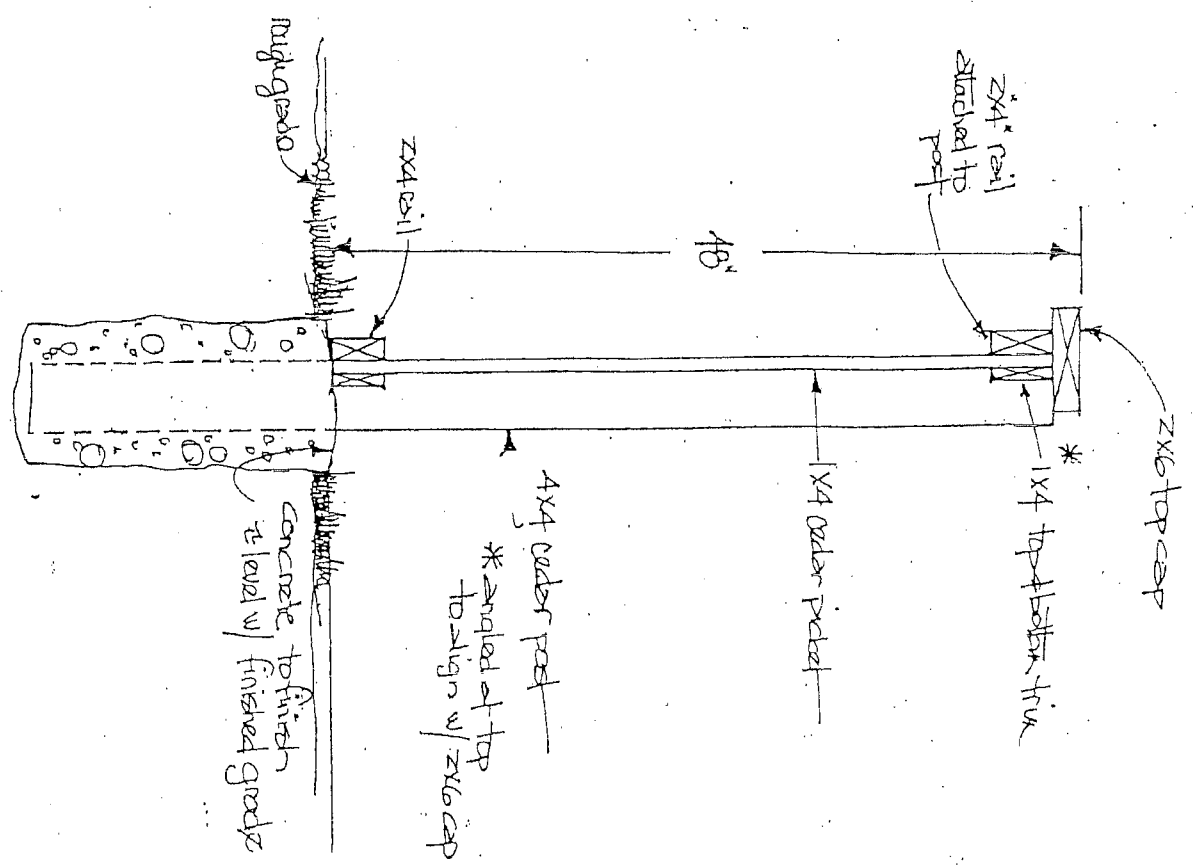 2x4" rail
attached to
post
48"
2x4 rail
grade
2x6 top cap
*
1x4 top & bottom trim
1x4 cedar picket
4x4 cedar post
* angled at top
to align w/ 2x6 cap
Concrete to finish
± level w/ finished grade